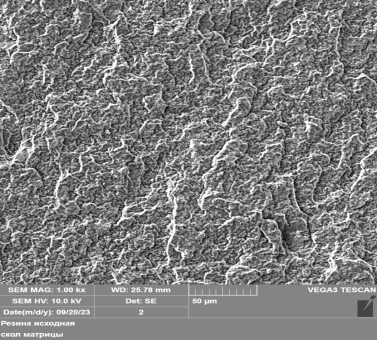 SEM MAG: 1.00 kx WD: 25.78 mm VEGA3 TESCAN
SEM HV: 10.0 kV Det: SE 50 µm
Date(m/d/y): 09/20/23 2
Резина исходная
скол матрицы